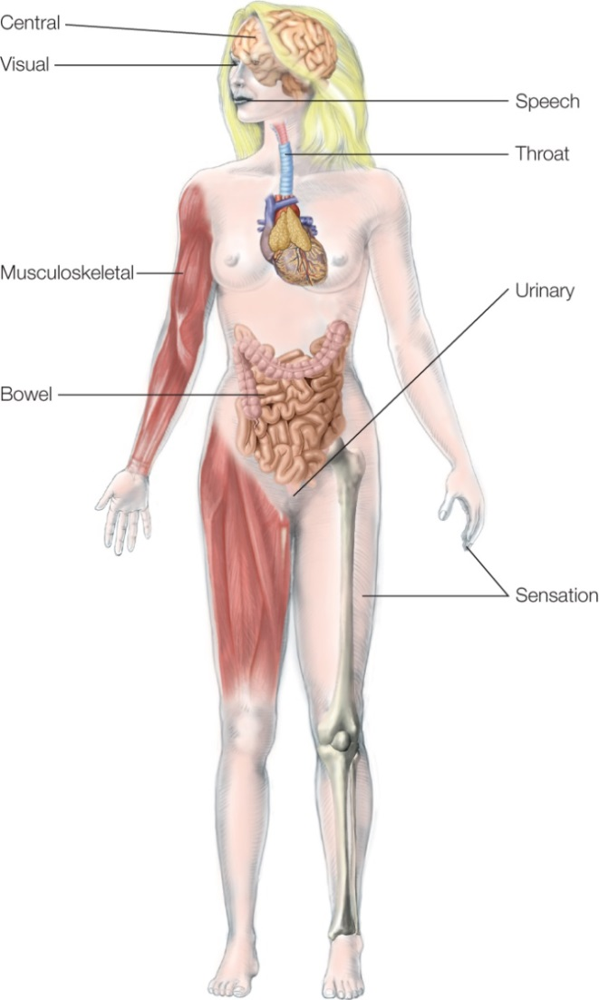 Central
Visual
Speech
Throat
Musculoskeletal
Urinary
Bowel
Sensation